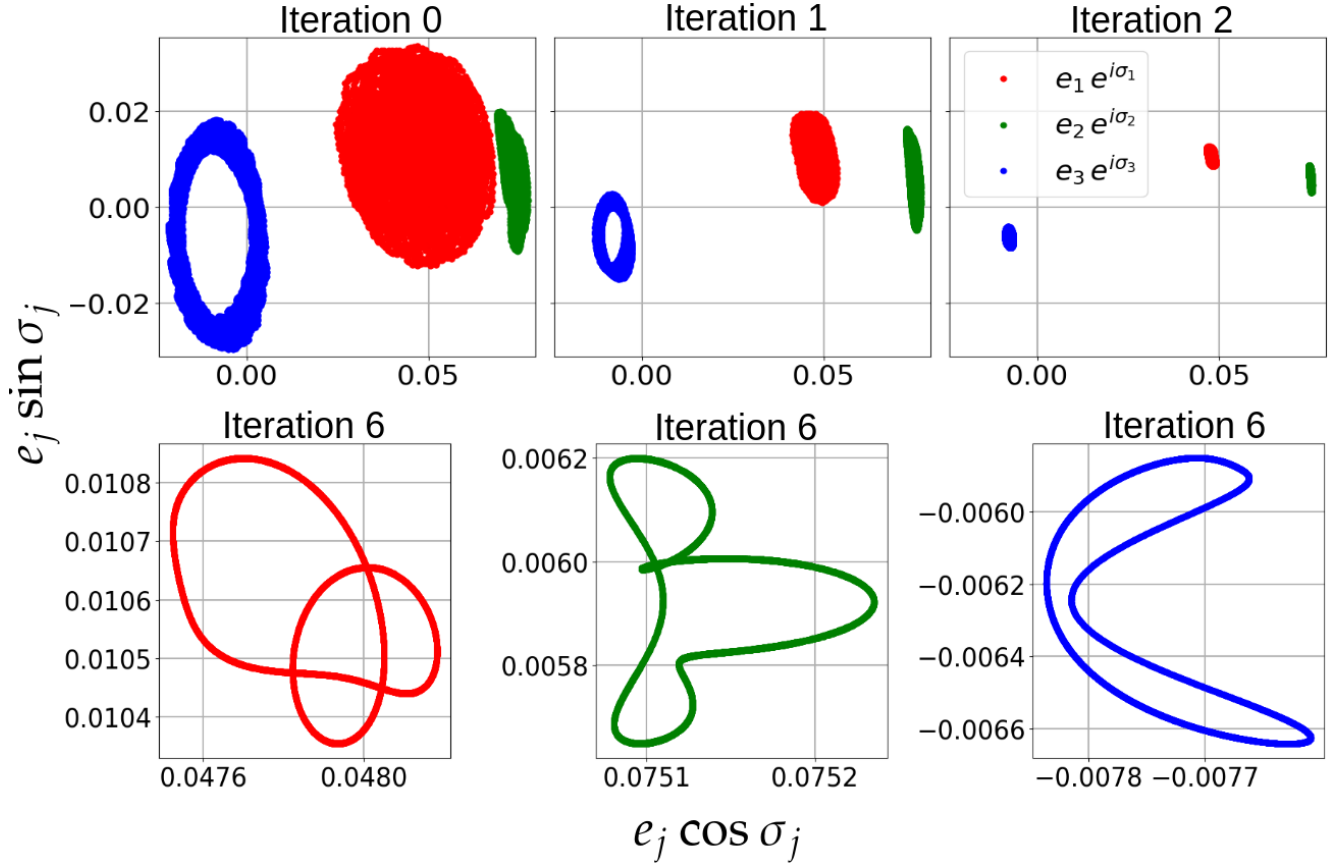 Iteration 0
Iteration 1
Iteration 2
0.02
0.00
−0.02
0.00 0.05
0.00 0.05
0.00 0.05
e₁ e^{iσ₁}
e₂ e^{iσ₂}
e₃ e^{iσ₃}
e_j sin σ_j
Iteration 6
0.0108
0.0107
0.0106
0.0105
0.0104
0.0476 0.0480
Iteration 6
0.0062
0.0060
0.0058
0.0751 0.0752
Iteration 6
−0.0060
−0.0062
−0.0064
−0.0066
−0.0078 −0.0077
e_j cos σ_j